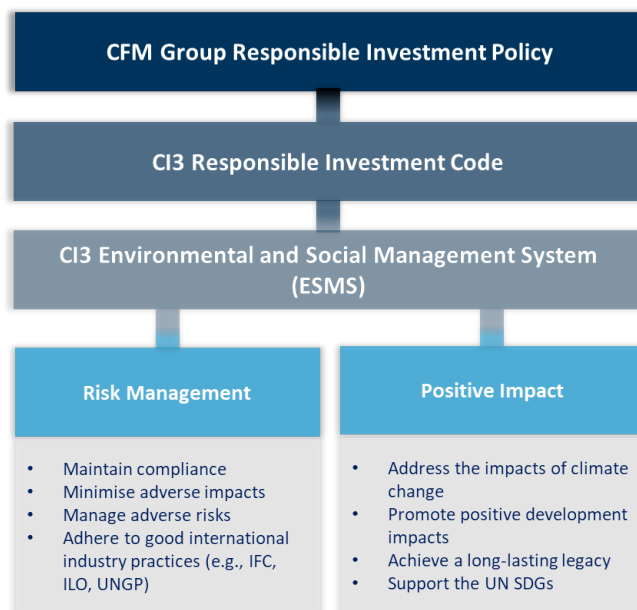 CFM Group Responsible Investment Policy
CI3 Responsible Investment Code
CI3 Environmental and Social Management System
(ESMS)
Risk Management
• Maintain compliance
• Minimise adverse impacts
• Manage adverse risks
• Adhere to good international
industry practices (e.g., IFC,
ILO, UNGP)
Positive Impact
• Address the impacts of climate
change
• Promote positive development
impacts
• Achieve a long-lasting legacy
• Support the UN SDGs